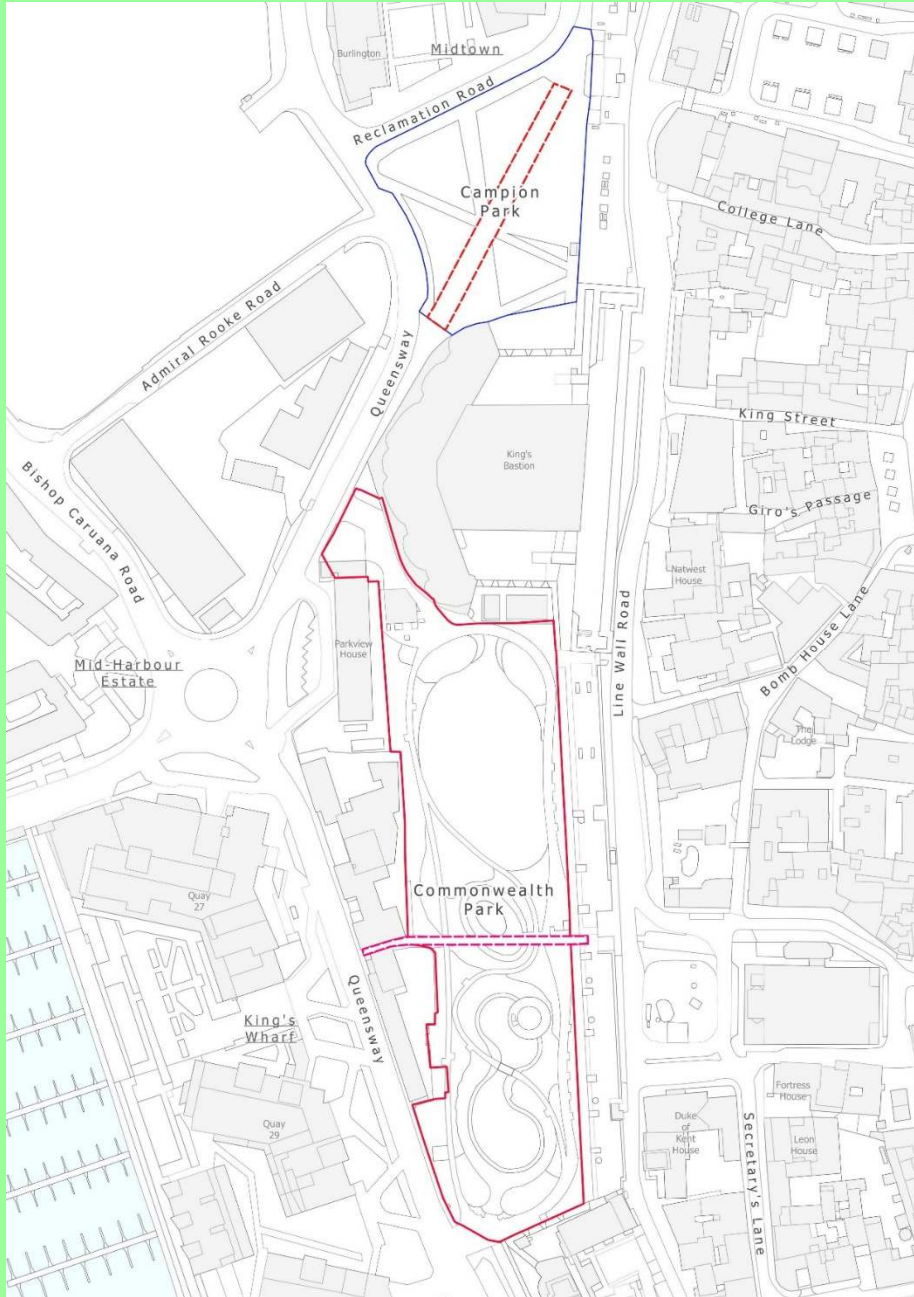 Burlington
Midtown
Reclamation Road
Campion
Park
College Lane
Admiral Rooke Road
Queensway
King Street
King's
Bastion
Giro's Passage
Bishop Caruana Road
Natwest
House
Bomb House Lane
Parkview
House
Mid-Harbour
Estate
Line Wall Road
The
Lodge
Commonwealth
Park
Quay
27
Queensway
King's
Wharf
Fortress
House
Duke
of
Kent
House
Quay
29
Leon
House
Secretary's Lane